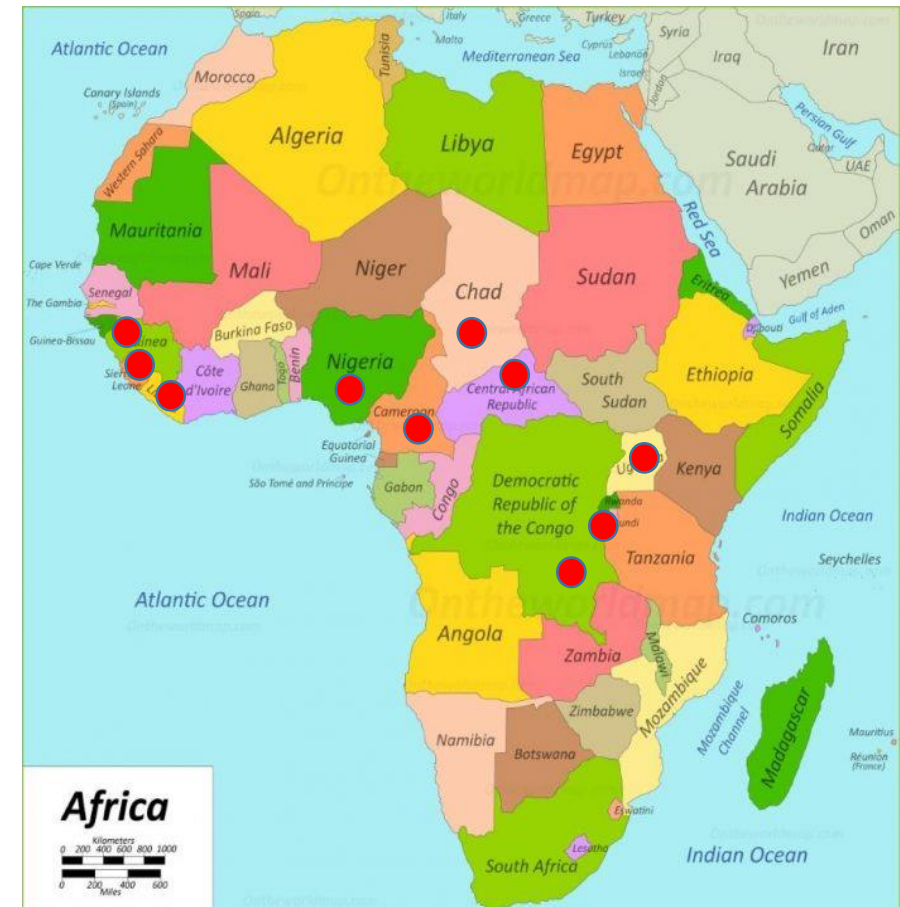 Spain
Italy
Greece
Turkey
Syria
Iran
Atlantic Ocean
Malta
Mediterranean Sea
Cyprus
Lebanon
Iraq
Tunisia
Israel
Jordan
Morocco
Canary Islands
(Spain)
Algeria
Libya
Egypt
Persian Gulf
Qatar
UAE
Western Sahara
Saudi
Arabia
Ontheworldmap.com
Red Sea
Oman
Mauritania
Mali
Niger
Chad
Sudan
Yemen
Cape Verde
Eritrea
Senegal
The Gambia
Gulf of Aden
Djibouti
Guinea-Bissau
Burkina Faso
Benin
Togo
Nigeria
Côte
d'Ivoire
Ghana
Leone
Central African
Republic
South
Sudan
Ethiopia
Somalia
Cameroon
Equatorial
Guinea
São Tomé and Príncipe
Gabon
Congo
Democratic
Republic of
the Congo
Kenya
Rwanda
Indian Ocean
Tanzania
Seychelles
Atlantic Ocean
Ontheworldmap.com
Comoros
Angola
Zambia
Malawi
Mozambique
Mozambique
Channel
Zimbabwe
Namibia
Botswana
Madagascar
Mauritius
Réunion
(France)
Eswatini
Lesotho
South Africa
Indian Ocean
Africa
Kilometers
0 200 400 600 800 1000
0 200 400 600
Miles